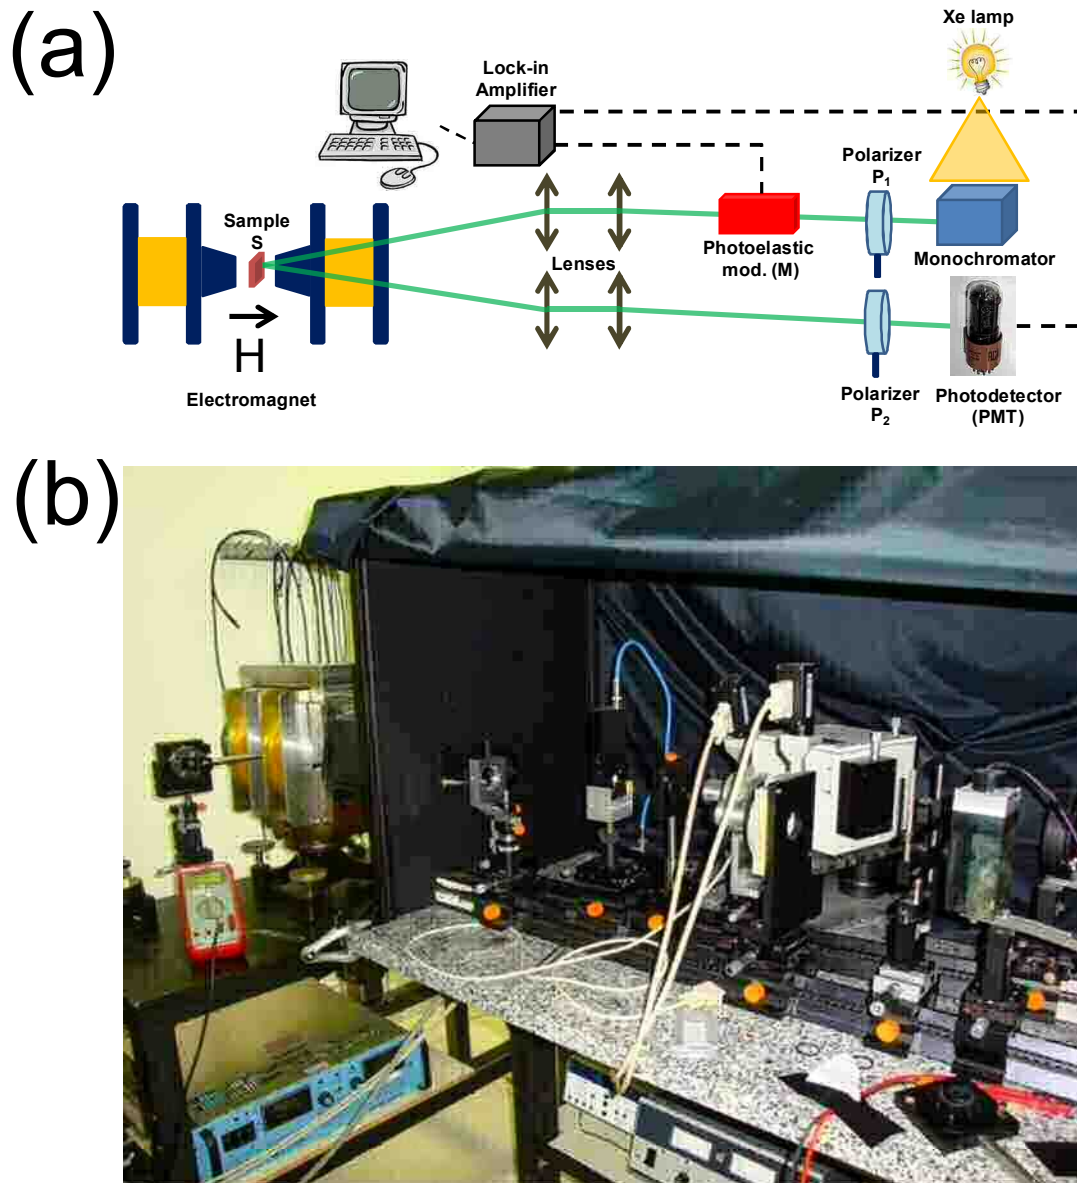 (a)
Xe lamp
Lock-in
Amplifier
Polarizer
P1
Sample
S
Photoelastic
mod. (M)
Monochromator
Lenses
H
Electromagnet
Polarizer
P2
Photodetector
(PMT)
(b)